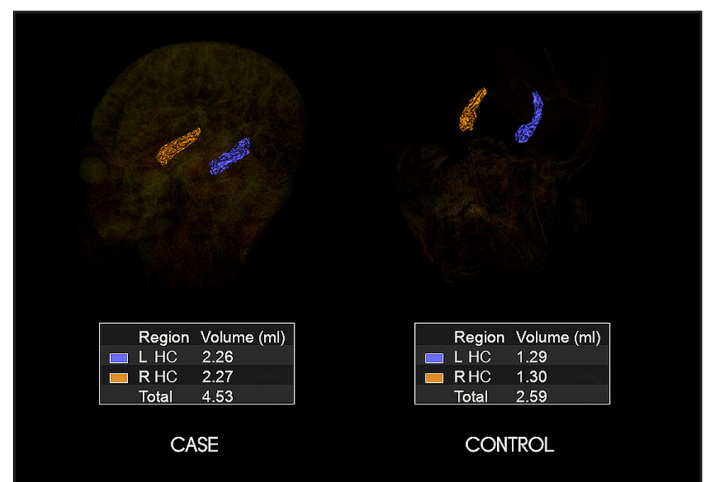 Region Volume (ml)
L HC 2.26
R HC 2.27
Total 4.53
CASE
Region Volume (ml)
L HC 1.29
R HC 1.30
Total 2.59
CONTROL